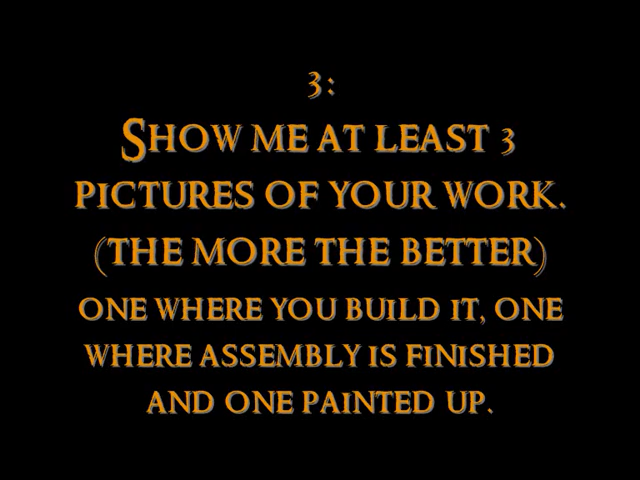 3:
Show me at least 3
pictures of your work.
(the more the better)
one where you build it, one
where assembly is finished
and one painted up.